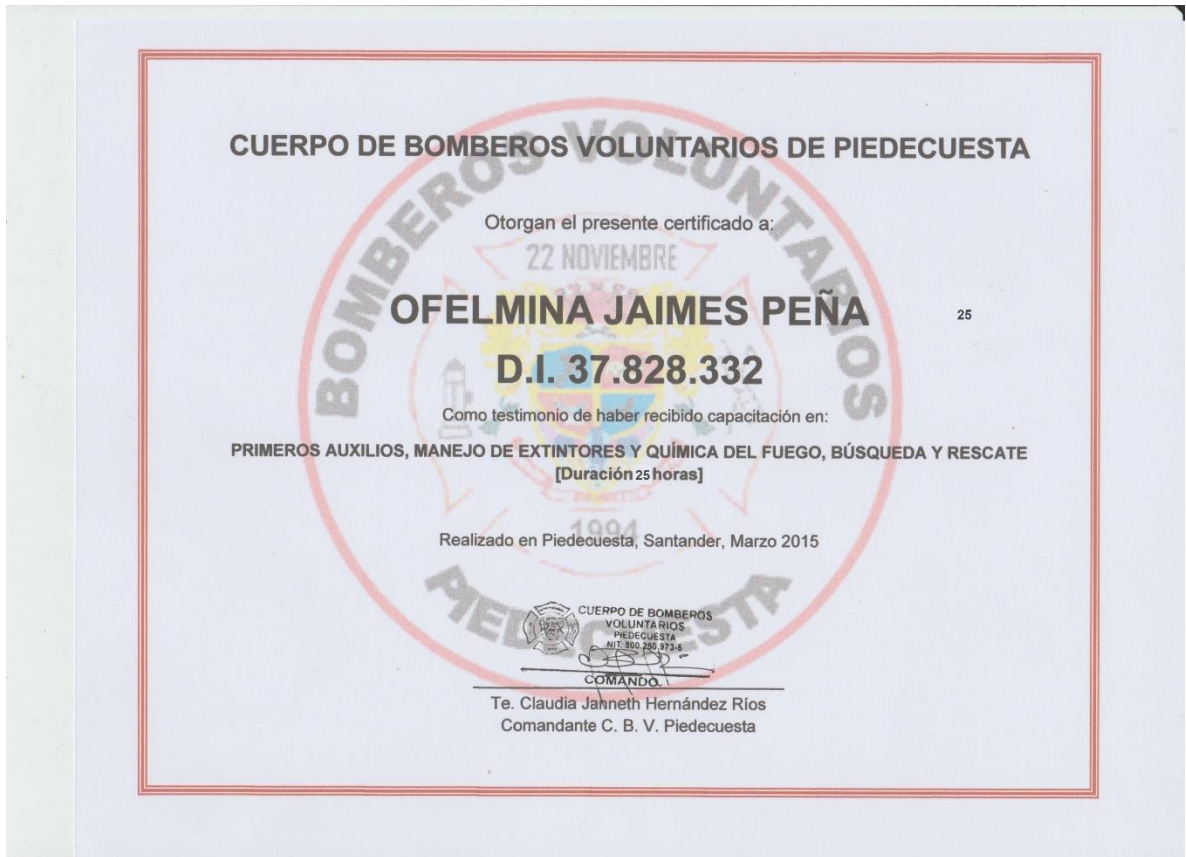 CUERPO DE BOMBEROS VOLUNTARIOS DE PIEDECUESTA
BOMBEROS VOLUNTARIOS
Otorgan el presente certificado a:
22 NOVIEMBRE
OFELMINA JAIMES PEÑA
25
D.I. 37.828.332
Como testimonio de haber recibido capacitación en:
PRIMEROS AUXILIOS, MANEJO DE EXTINTORES Y QUÍMICA DEL FUEGO, BÚSQUEDA Y RESCATE
[Duración 25 horas]
1994
Realizado en Piedecuesta, Santander, Marzo 2015
PIEDECUESTA
CUERPO DE BOMBEROS
VOLUNTARIOS
PIEDECUESTA
NIT. 800.250.973-5
COMANDO
Te. Claudia Janneth Hernández Ríos
Comandante C. B. V. Piedecuesta